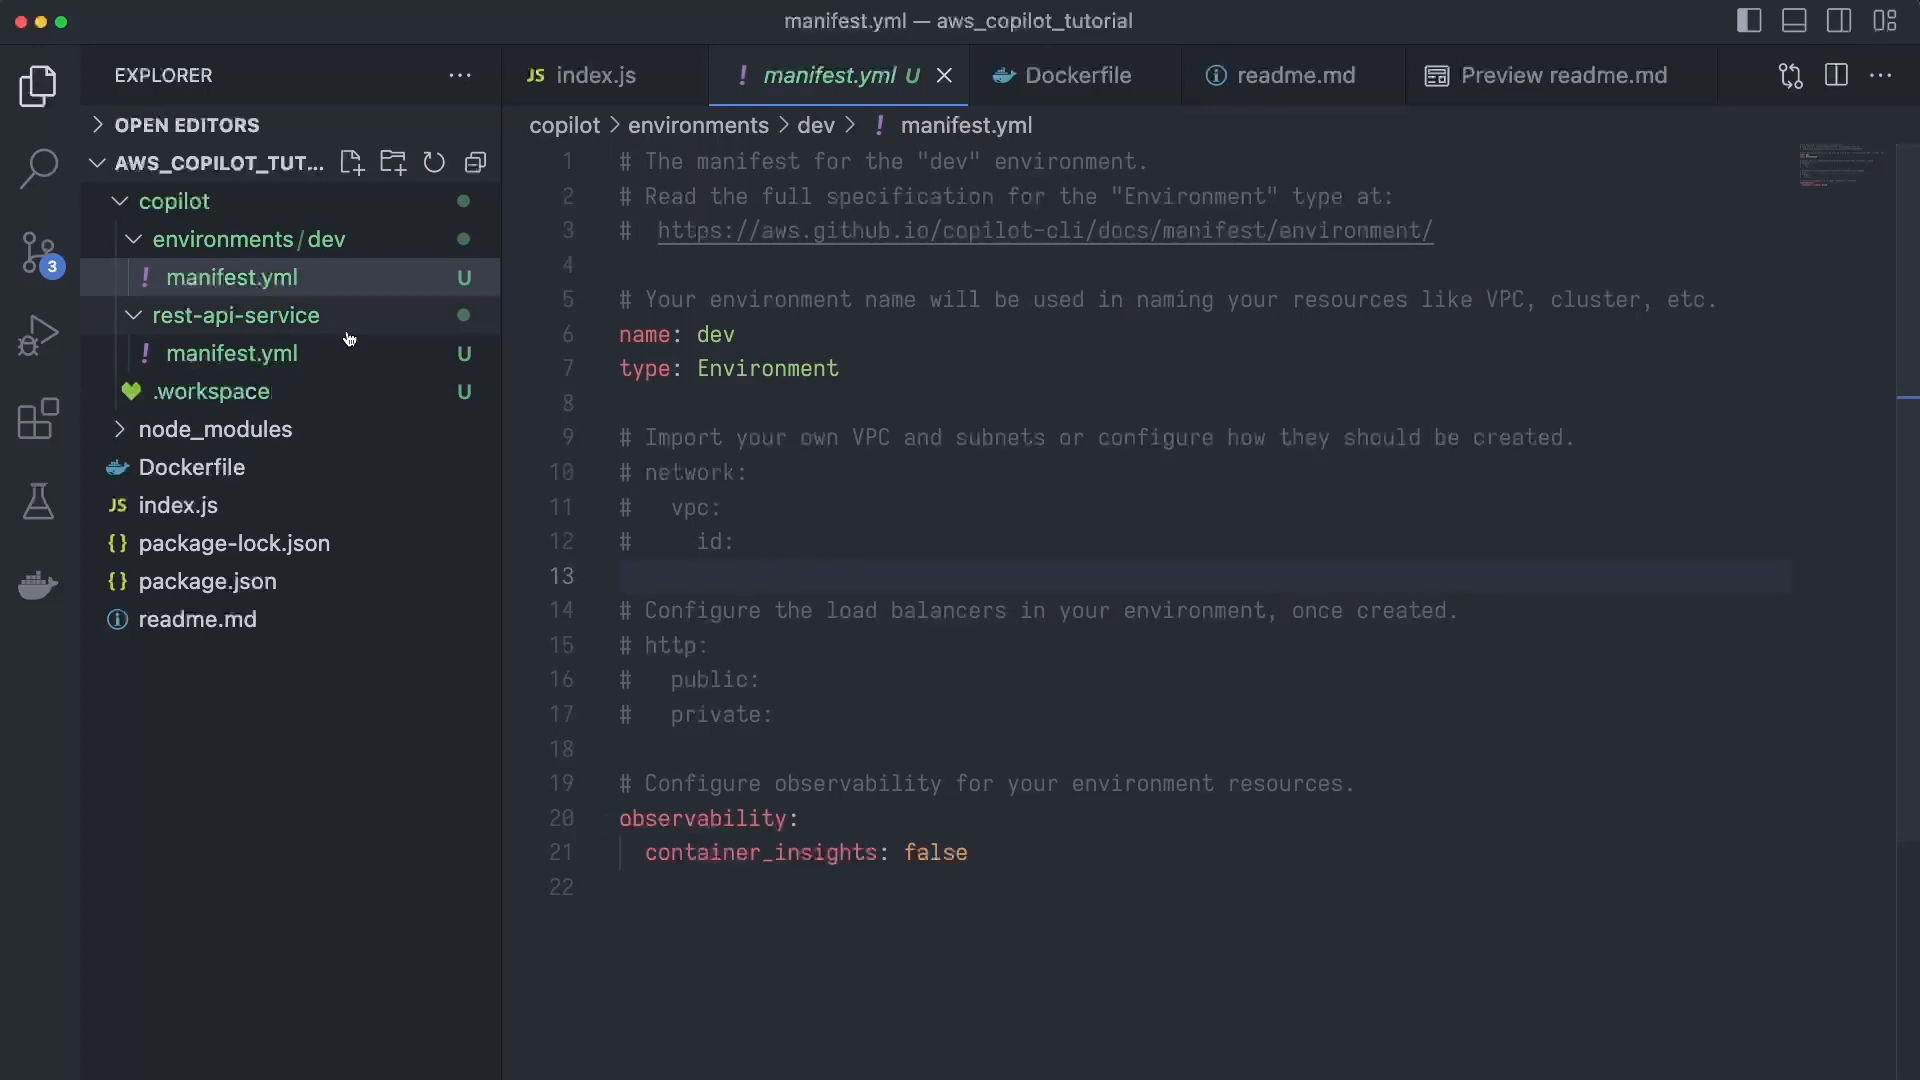 manifest.yml — aws_copilot_tutorial
EXPLORER
OPEN EDITORS
AWS_COPILOT_TUT...
copilot
environments / dev
! manifest.yml U
rest-api-service
! manifest.yml U
.workspace U
node_modules
Dockerfile
JS index.js
{} package-lock.json
{} package.json
readme.md
3
JS index.js
! manifest.yml U
Dockerfile
readme.md
Preview readme.md
copilot > environments > dev > ! manifest.yml
1 # The manifest for the "dev" environment.
2 # Read the full specification for the "Environment" type at:
3 # https://aws.github.io/copilot-cli/docs/manifest/environment/
4
5 # Your environment name will be used in naming your resources like VPC, cluster, etc.
6 name: dev
7 type: Environment
8
9 # Import your own VPC and subnets or configure how they should be created.
10 # network:
11 #   vpc:
12 #     id:
13
14 # Configure the load balancers in your environment, once created.
15 # http:
16 #   public:
17 #   private:
18
19 # Configure observability for your environment resources.
20 observability:
21   container_insights: false
22